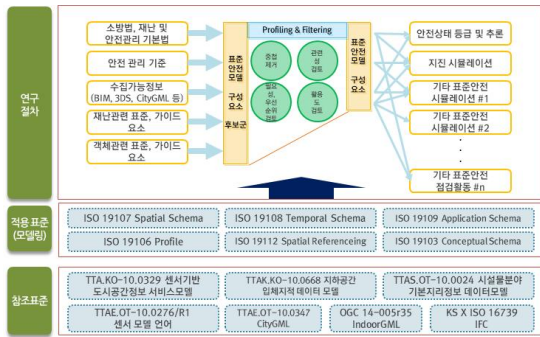 연구
절차
소방법, 재난 및
안전관리 기본법
안전 관리 기준
수집가능정보
(BIM, 3DS, CityGML 등)
재난관련 표준, 가이드
요소
객체관련 표준, 가이드
요소
표준
안전
모델
구성
요소
후보군
Profiling & Filtering
중첩
제거
관련
성
검토
필요
성, 우선
순위
검토
활용
도 검토
표준
안전
모델
구성
요소
안전상태 등급 및 추론
지진 시뮬레이션
기타 표준안전
시뮬레이션 #1
기타 표준안전
시뮬레이션 #2
기타 표준안전
점검활동 #n
적용 표준
(모델링)
ISO 19107 Spatial Schema
ISO 19108 Temporal Schema
ISO 19109 Application Schema
ISO 19106 Profile
ISO 19112 Spatial Referenceing
ISO 19103 Conceptual Schema
참조표준
TTA.KO-10.0329 센서기반
도시공간정보 서비스모델
TTAK.KO-10.0668 지하공간
입체지적 데이터 모델
TTAS.OT-10.0024 시설물분야
기본지리정보 데이터모델
TTAE.OT-10.0276/R1
센서 모델 언어
TTAE.OT-10.0347
CityGML
OGC 14-005r35
IndoorGML
KS X ISO 16739
IFC